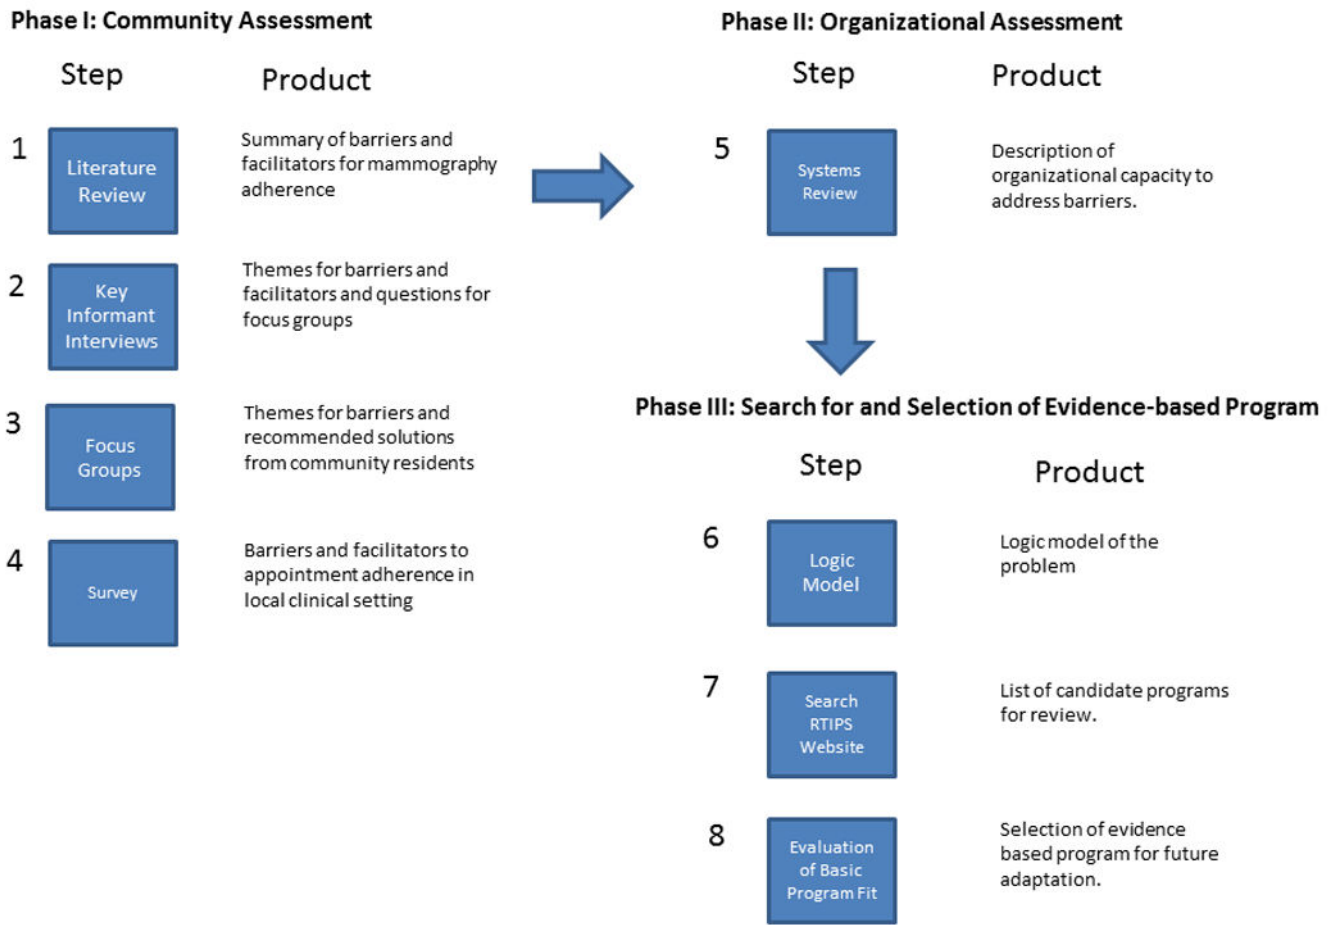 Phase I: Community Assessment
Step
Product
1
Literature
Review
Summary of barriers and
facilitators for mammography
adherence
2
Key
Informant
Interviews
Themes for barriers and
facilitators and questions for
focus groups
3
Focus
Groups
Themes for barriers and
recommended solutions
from community residents
4
Survey
Barriers and facilitators to
appointment adherence in
local clinical setting
Phase II: Organizational Assessment
Step
Product
5
Systems
Review
Description of
organizational capacity to
address barriers.
Phase III: Search for and Selection of Evidence-based Program
Step
Product
6
Logic
Model
Logic model of the
problem
7
Search
RTIPS
Website
List of candidate programs
for review.
8
Evaluation
of Basic
Program Fit
Selection of evidence
based program for future
adaptation.